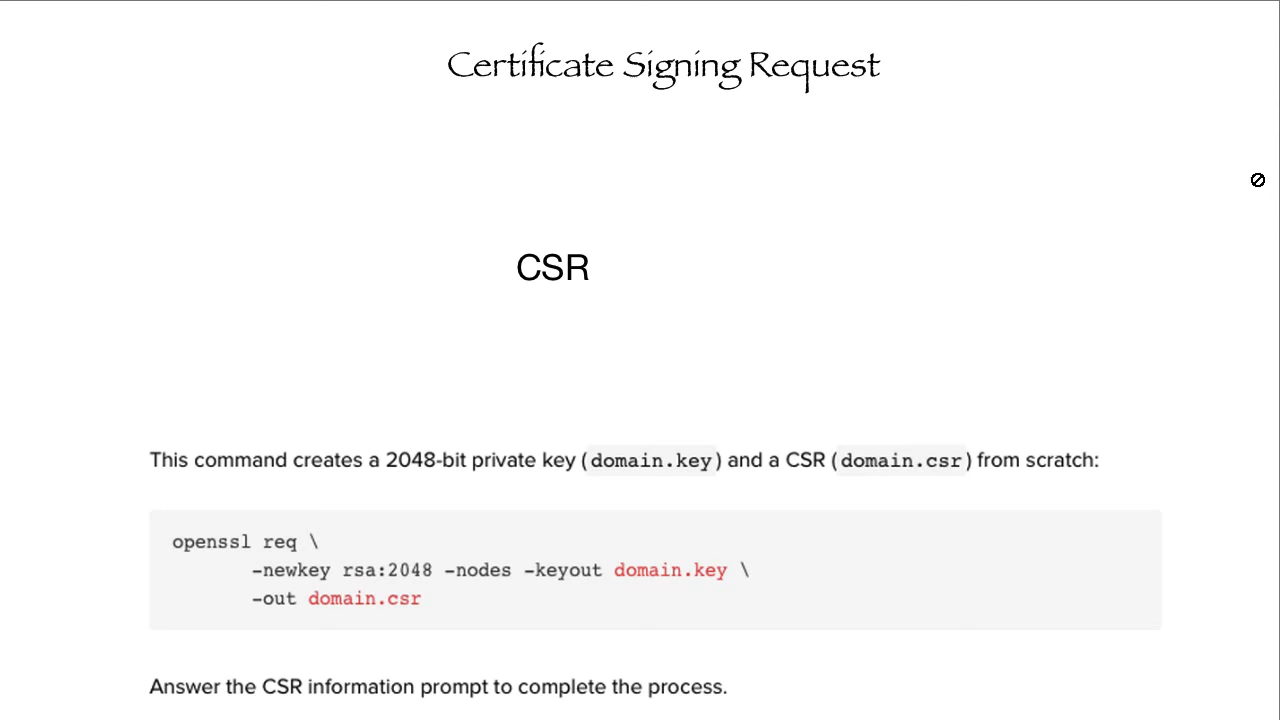 Certificate Signing Request
CSR
This command creates a 2048-bit private key (domain.key) and a CSR (domain.csr) from scratch:
openssl req \
-newkey rsa:2048 -nodes -keyout domain.key \
-out domain.csr
Answer the CSR information prompt to complete the process.